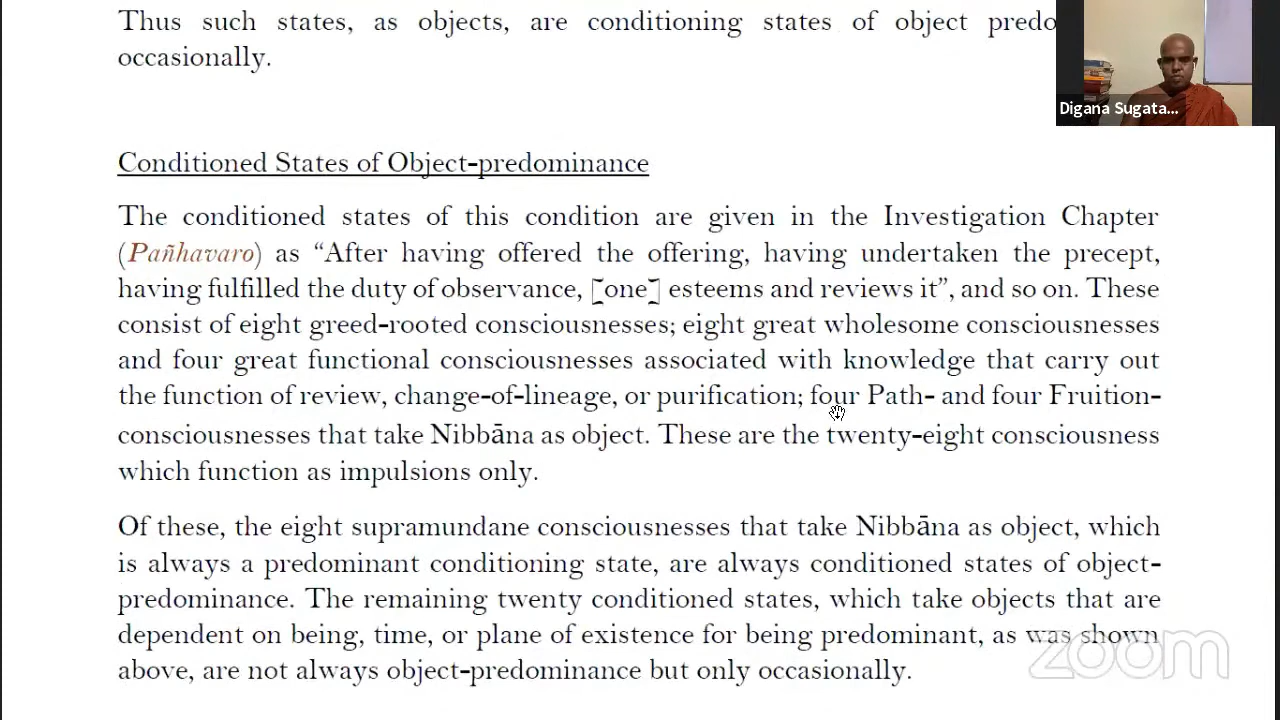 Thus such states, as objects, are conditioning states of object
occasionally.
Digana Sugata...
Conditioned States of Object-predominance
The conditioned states of this condition are given in the Investigation Chapter
(Pañhavaro) as “After having offered the offering, having undertaken the precept,
having fulfilled the duty of observance, [one] esteems and reviews it”, and so on. These
consist of eight greed-rooted consciousnesses; eight great wholesome consciousnesses
and four great functional consciousnesses associated with knowledge that carry out
the function of review, change-of-lineage, or purification; four Path- and four Fruition-
consciousnesses that take Nibbāna as object. These are the twenty-eight consciousness
which function as impulsions only.
Of these, the eight supramundane consciousnesses that take Nibbāna as object, which
is always a predominant conditioning state, are always conditioned states of object-
predominance. The remaining twenty conditioned states, which take objects that are
dependent on being, time, or plane of existence for being predominant, as was shown
above, are not always object-predominance but only occasionally.
zoom